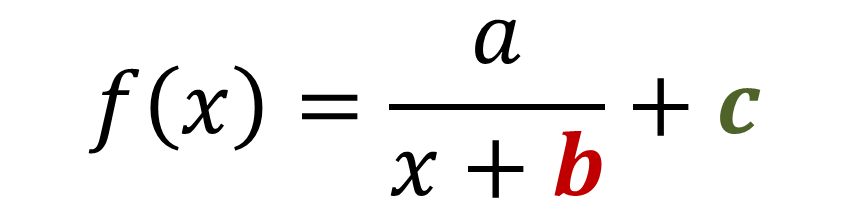 f(x) = a/(x + b) + c